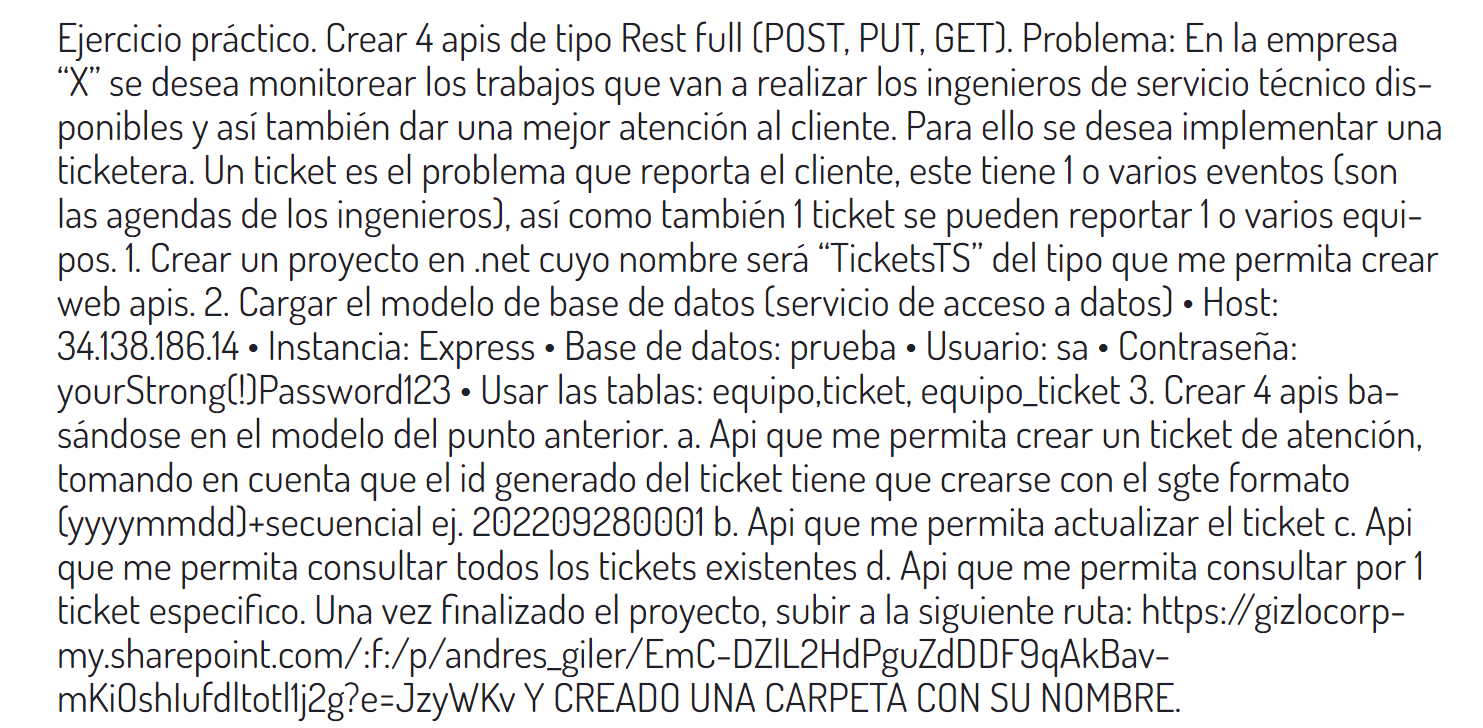 Ejercicio práctico. Crear 4 apis de tipo Rest full (POST, PUT, GET). Problema: En la empresa
“X” se desea monitorear los trabajos que van a realizar los ingenieros de servicio técnico dis-
ponibles y así también dar una mejor atención al cliente. Para ello se desea implementar una
ticketera. Un ticket es el problema que reporta el cliente, este tiene 1 o varios eventos (son
las agendas de los ingenieros), así como también 1 ticket se pueden reportar 1 o varios equi-
pos. 1. Crear un proyecto en .net cuyo nombre será “TicketsTS” del tipo que me permita crear
web apis. 2. Cargar el modelo de base de datos (servicio de acceso a datos) • Host:
34.138.186.14 • Instancia: Express • Base de datos: prueba • Usuario: sa • Contraseña:
yourStrong(!)Password123 • Usar las tablas: equipo,ticket, equipo_ticket 3. Crear 4 apis ba-
sándose en el modelo del punto anterior. a. Api que me permita crear un ticket de atención,
tomando en cuenta que el id generado del ticket tiene que crearse con el sgte formato
(yyyymmdd)+secuencial ej. 202209280001 b. Api que me permita actualizar el ticket c. Api
que me permita consultar todos los tickets existentes d. Api que me permita consultar por 1
ticket especifico. Una vez finalizado el proyecto, subir a la siguiente ruta: https://gizlocorp-
my.sharepoint.com/:f:/p/andres_giler/EmC-DZlL2HdPguZdDDF9qAkBav-
mKi0shlufdltotl1j2g?e=JzyWKv Y CREADO UNA CARPETA CON SU NOMBRE.